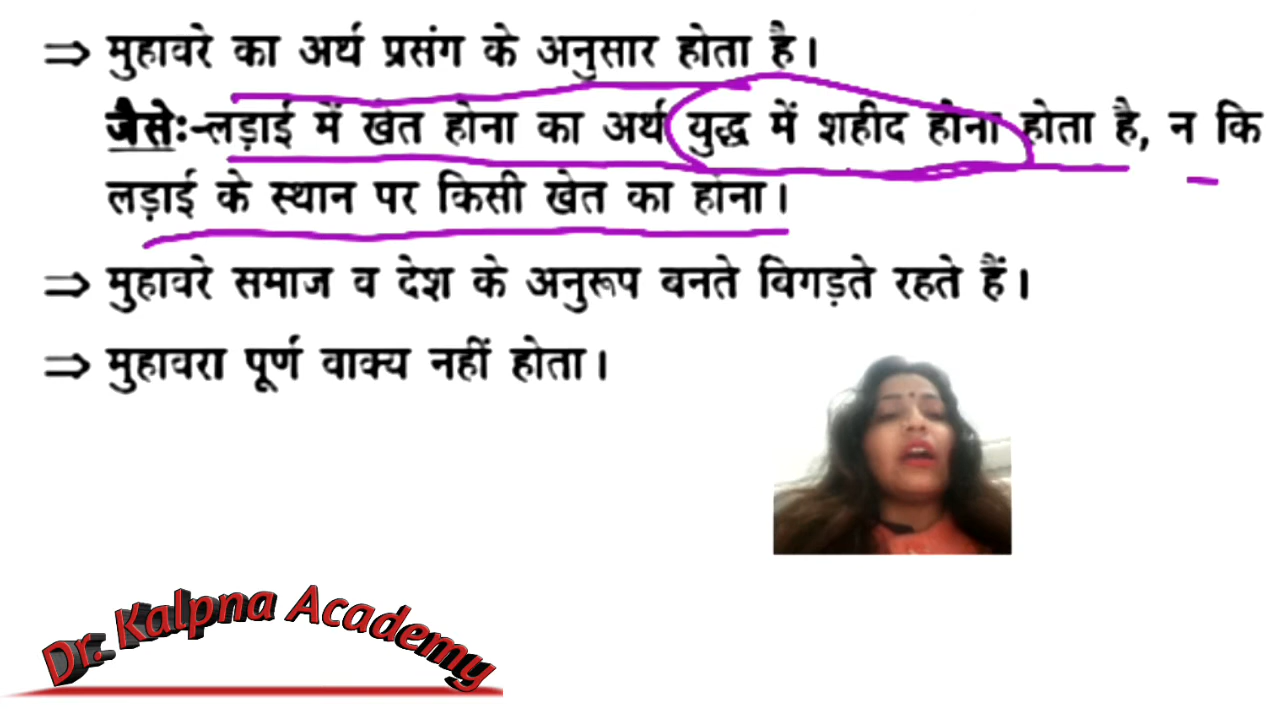 ⇒ मुहावरे का अर्थ प्रसंग के अनुसार होता है।
जैसेः-लड़ाई में खेत होना का अर्थ युद्ध में शहीद होना होता है, न कि
लड़ाई के स्थान पर किसी खेत का होना।
⇒ मुहावरे समाज व देश के अनुरूप बनते बिगड़ते रहते हैं।
⇒ मुहावरा पूर्ण वाक्य नहीं होता।
Dr. Kalpna Academy